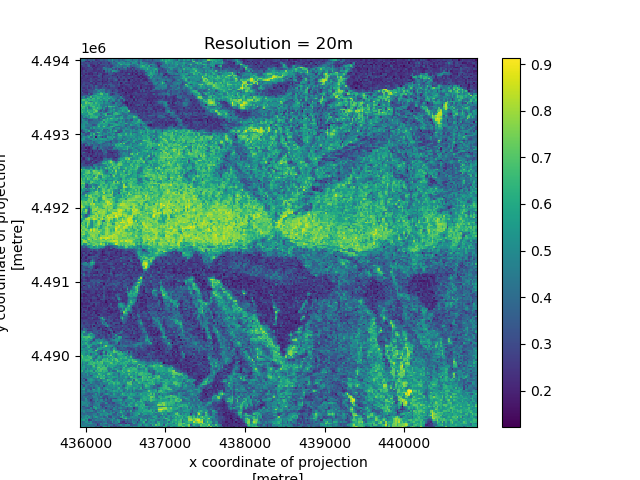 Resolution = 20m
1e6
4.494
4.493
4.492
4.491
4.490
y coordinate of projection
[metre]
436000 437000 438000 439000 440000
x coordinate of projection
[metre]
0.9
0.8
0.7
0.6
0.5
0.4
0.3
0.2